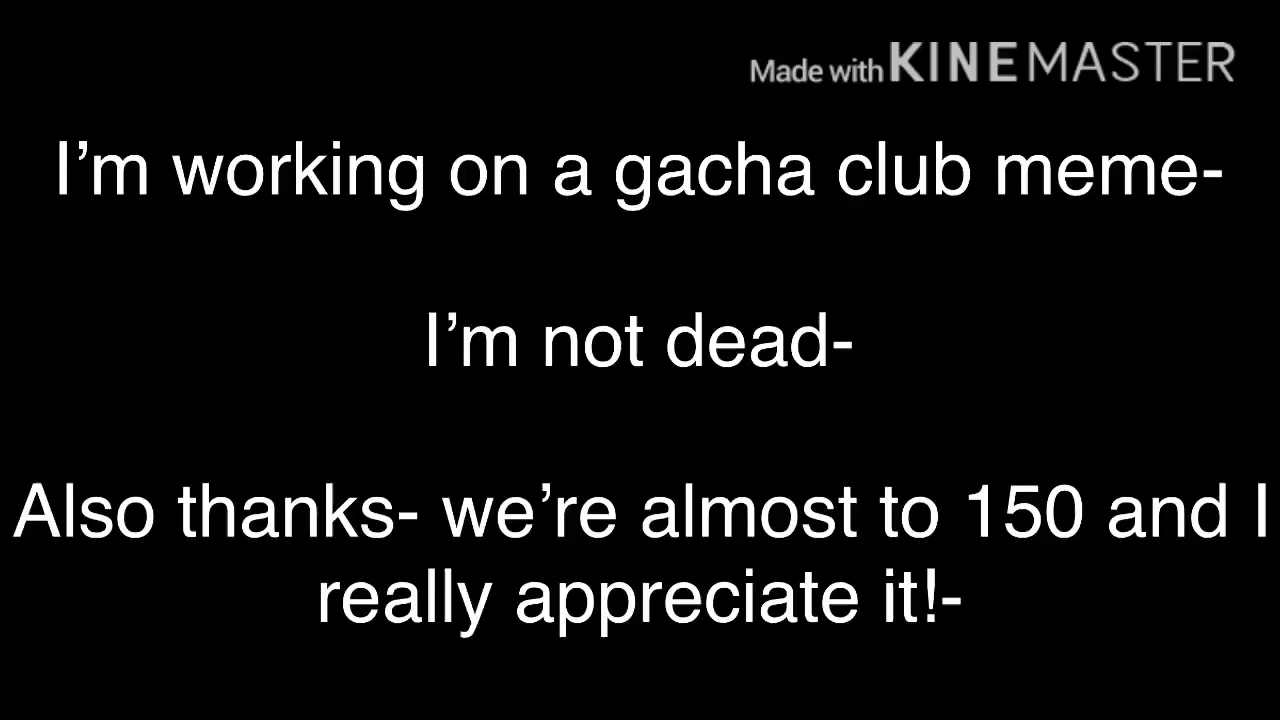 Made with KINEMASTER
I’m working on a gacha club meme-
I’m not dead-
Also thanks- we’re almost to 150 and I
really appreciate it!-